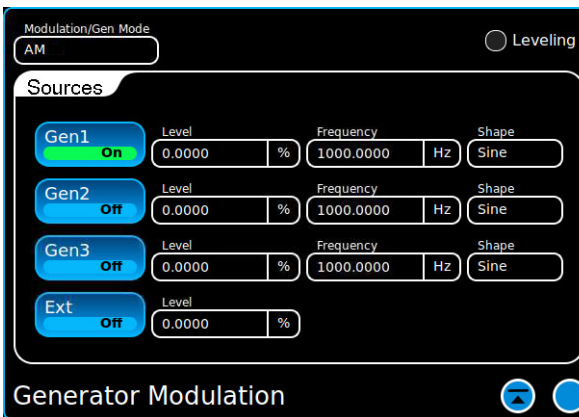 Modulation/Gen Mode
AM
Leveling
Sources
Gen1
On
Level
0.0000 %
Frequency
1000.0000 Hz
Shape
Sine
Gen2
Off
Level
0.0000 %
Frequency
1000.0000 Hz
Shape
Sine
Gen3
Off
Level
0.0000 %
Frequency
1000.0000 Hz
Shape
Sine
Ext
Off
Level
0.0000 %
Generator Modulation